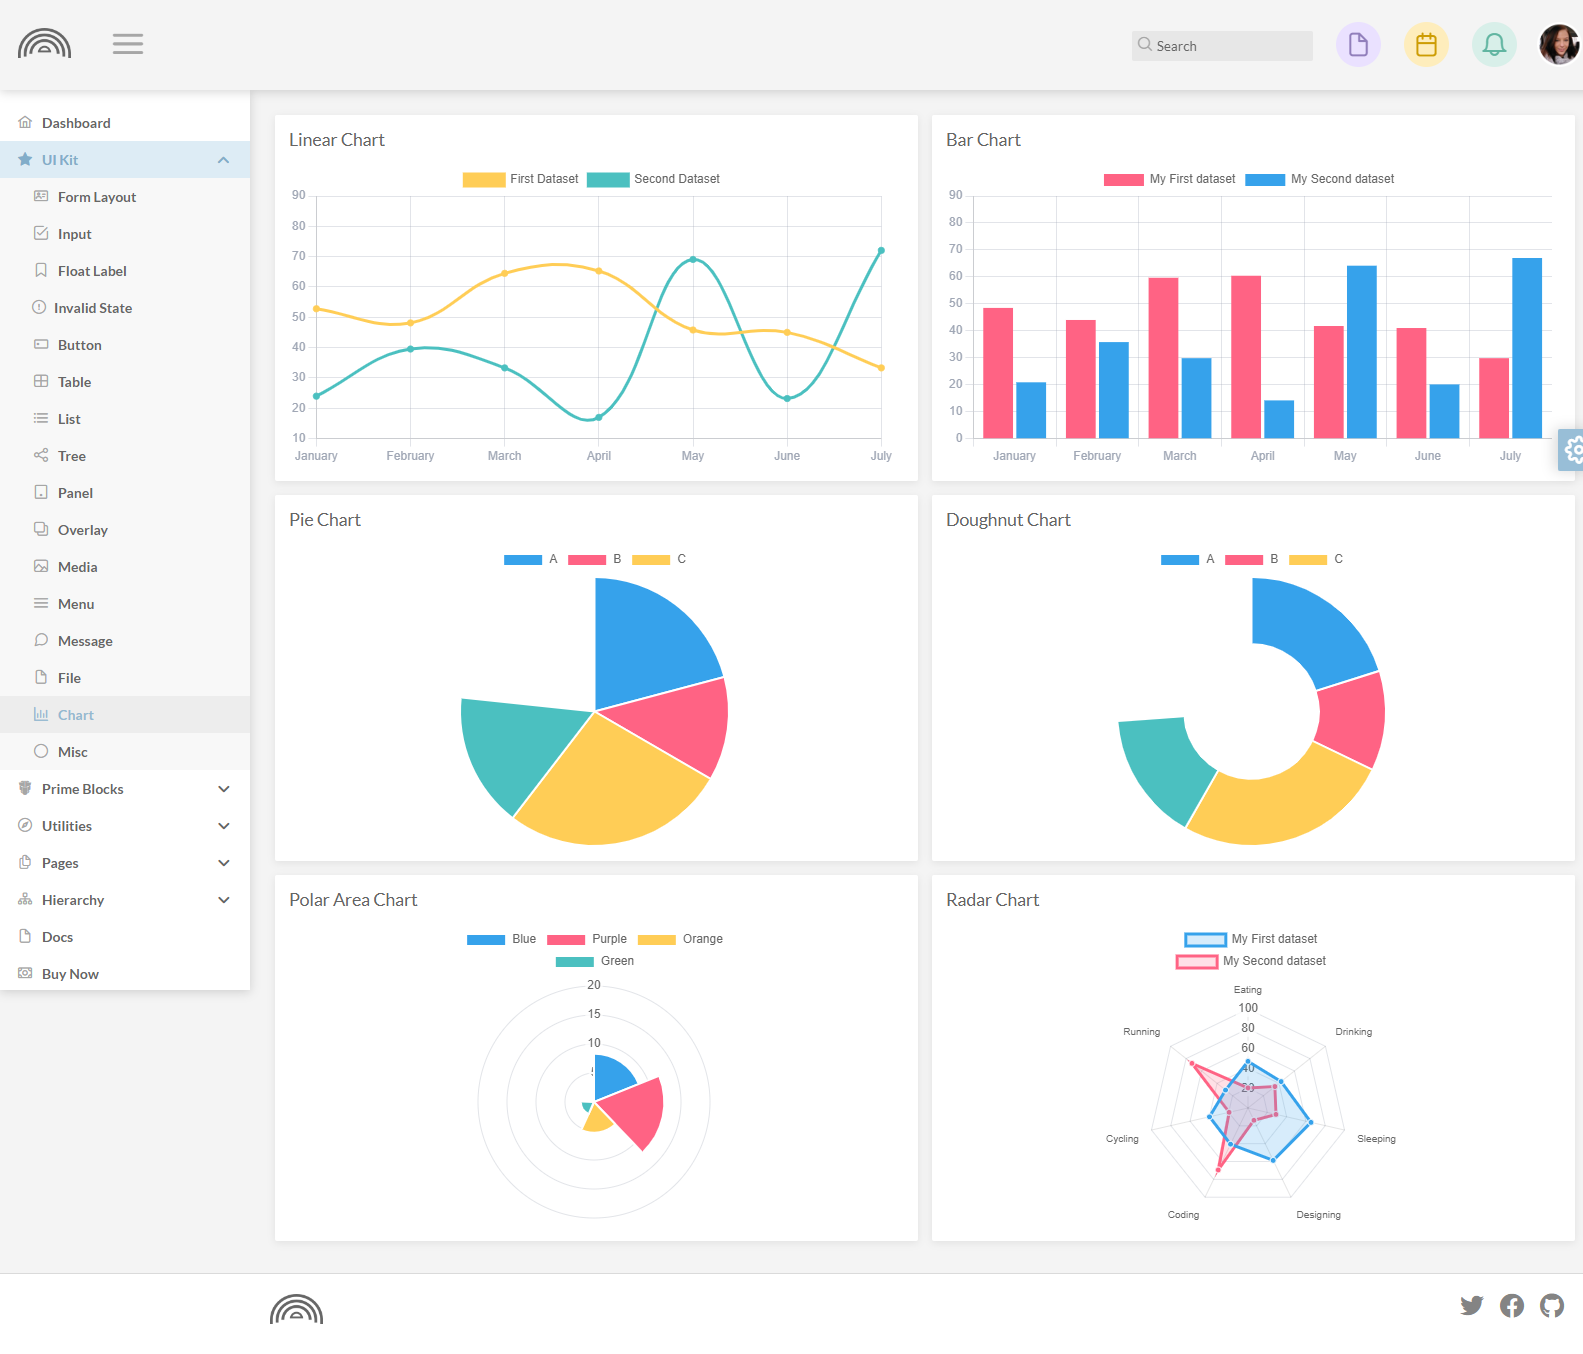 Search
Dashboard
UI Kit
Form Layout
Input
Float Label
Invalid State
Button
Table
List
Tree
Panel
Overlay
Media
Menu
Message
File
Chart
Misc
Prime Blocks
Utilities
Pages
Hierarchy
Docs
Buy Now
Linear Chart
First Dataset Second Dataset
90
80
70
60
50
40
30
20
10
January February March April May June July
Bar Chart
My First dataset My Second dataset
90
80
70
60
50
40
30
20
10
0
January February March April May June July
Pie Chart
A B C
Doughnut Chart
A B C
Polar Area Chart
Blue Purple Orange
Green
20
15
10
Radar Chart
My First dataset
My Second dataset
Eating
100
Running Drinking
80
60
40
20
Cycling Sleeping
Coding Designing